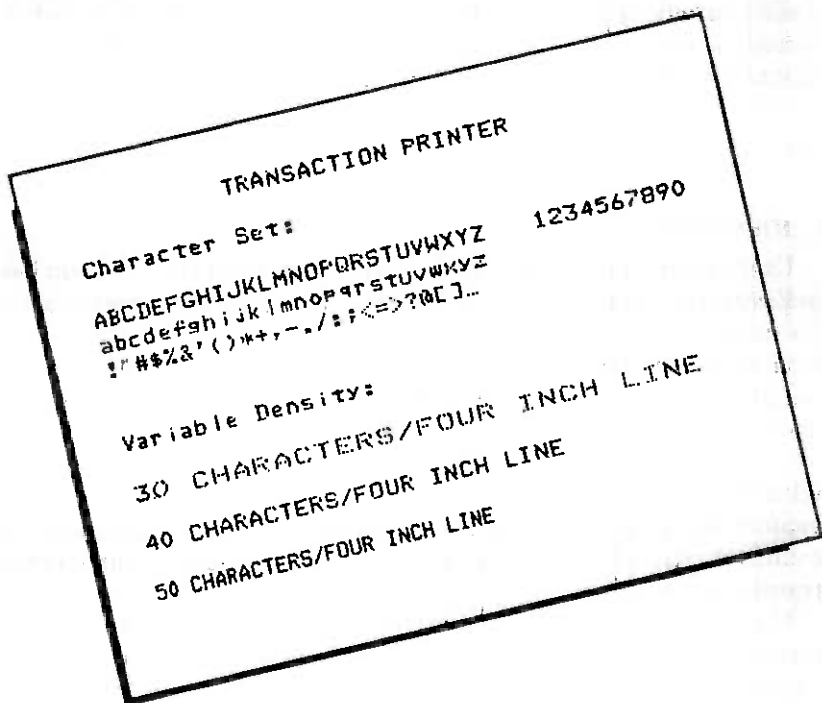 TRANSACTION PRINTER
Character Set:
ABCDEFGHIJKLMNOPQRSTUVWXYZ 1234567890
abcdefghijklmnopqrstuvwxyz
!"#$%&'()*+,-./:;<=>?@[]…
Variable Density:
30 CHARACTERS/FOUR INCH LINE
40 CHARACTERS/FOUR INCH LINE
50 CHARACTERS/FOUR INCH LINE